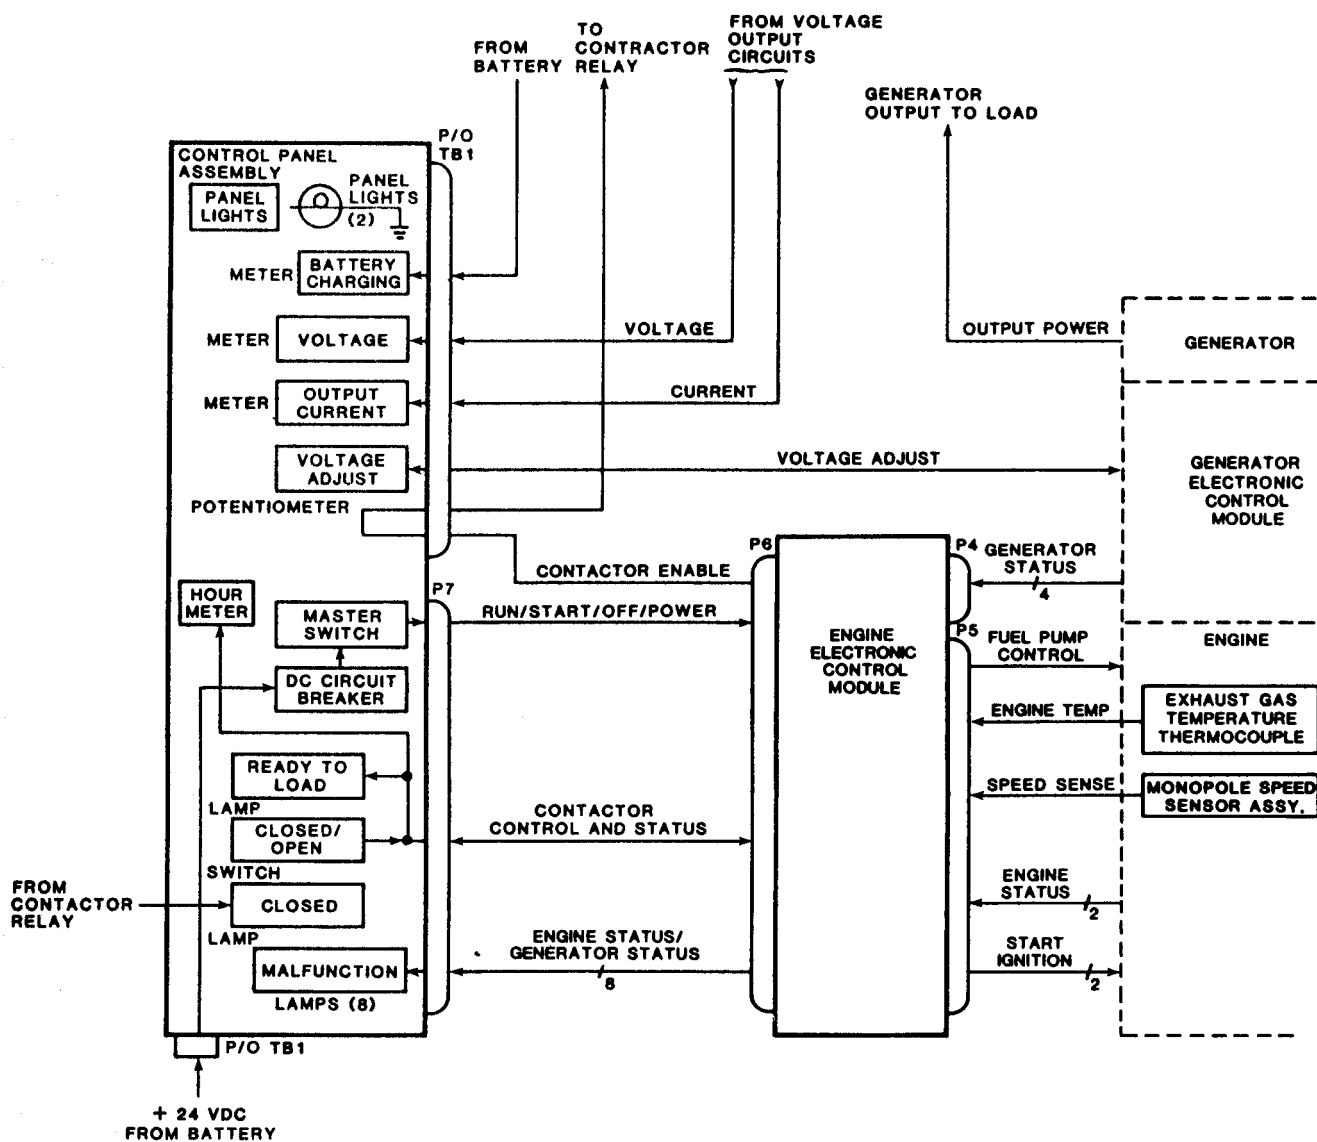 FROM BATTERY
TO CONTRACTOR RELAY
FROM VOLTAGE OUTPUT CIRCUITS
GENERATOR OUTPUT TO LOAD
P/O TB1
CONTROL PANEL ASSEMBLY
PANEL LIGHTS
PANEL LIGHTS (2)
METER
BATTERY CHARGING
METER
VOLTAGE
VOLTAGE
OUTPUT POWER
GENERATOR
METER
OUTPUT CURRENT
CURRENT
VOLTAGE ADJUST
VOLTAGE ADJUST
GENERATOR ELECTRONIC CONTROL MODULE
POTENTIOMETER
P6
P4
GENERATOR STATUS
4
CONTACTOR ENABLE
P7
HOUR METER
MASTER SWITCH
RUN/START/OFF/POWER
ENGINE ELECTRONIC CONTROL MODULE
P5
FUEL PUMP CONTROL
ENGINE
DC CIRCUIT BREAKER
ENGINE TEMP
EXHAUST GAS TEMPERATURE THERMOCOUPLE
READY TO LOAD
LAMP
SPEED SENSE
MONOPOLE SPEED SENSOR ASSY.
CLOSED/ OPEN
CONTACTOR CONTROL AND STATUS
SWITCH
FROM CONTACTOR RELAY
CLOSED
LAMP
ENGINE STATUS
2
MALFUNCTION
LAMPS (8)
ENGINE STATUS/ GENERATOR STATUS
8
START IGNITION
2
P/O TB1
+ 24 VDC FROM BATTERY